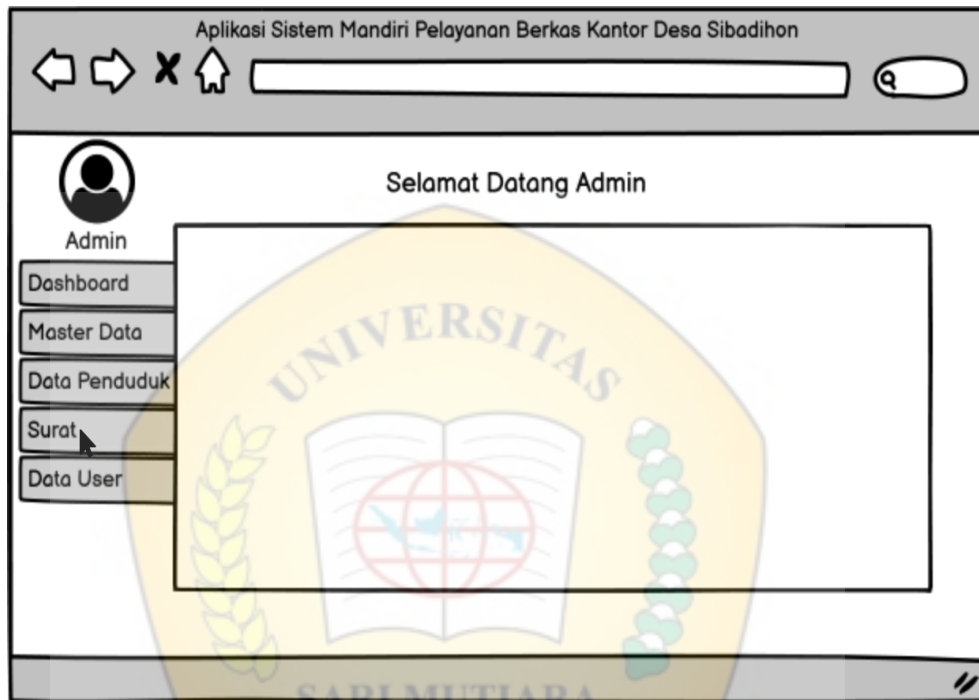 Aplikasi Sistem Mandiri Pelayanan Berkas Kantor Desa Sibadihon
Selamat Datang Admin
Admin
Dashboard
Master Data
Data Penduduk
Surat
Data User
UNIVERSITAS
SARI MUTIARA